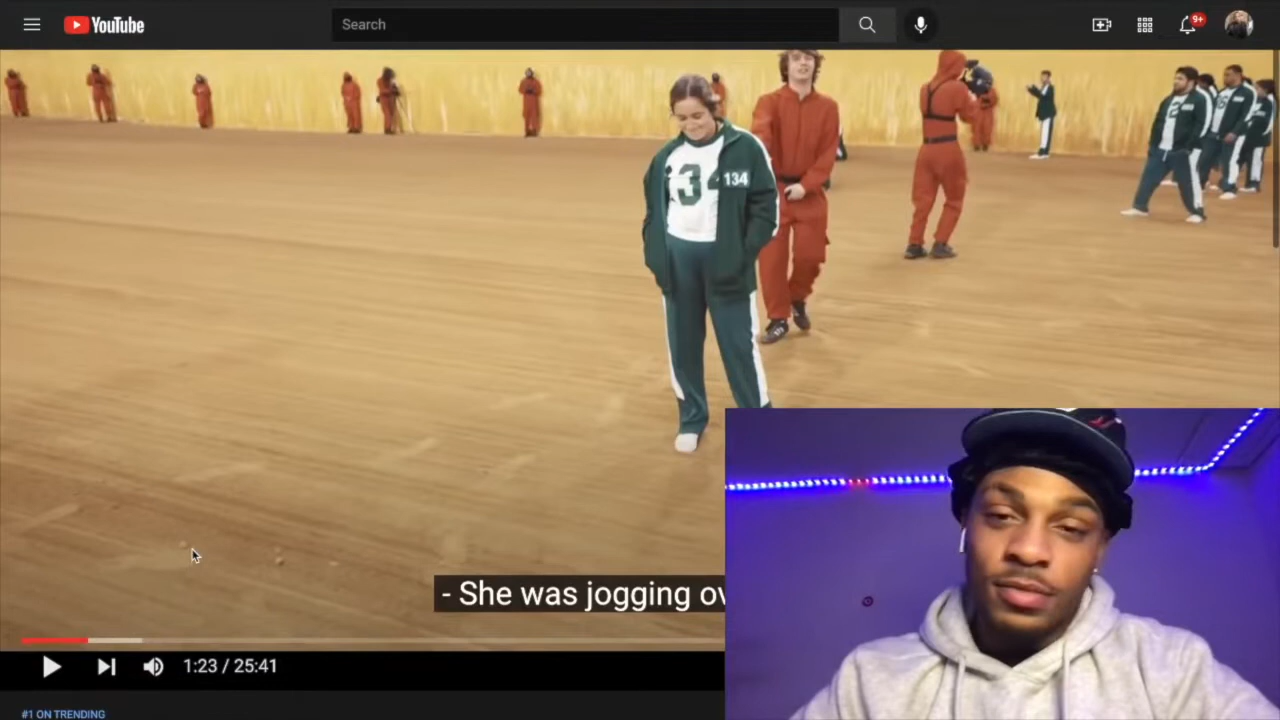 YouTube
Search
9+
134
134
- She was jogging ov
1:23 / 25:41
#1 ON TRENDING